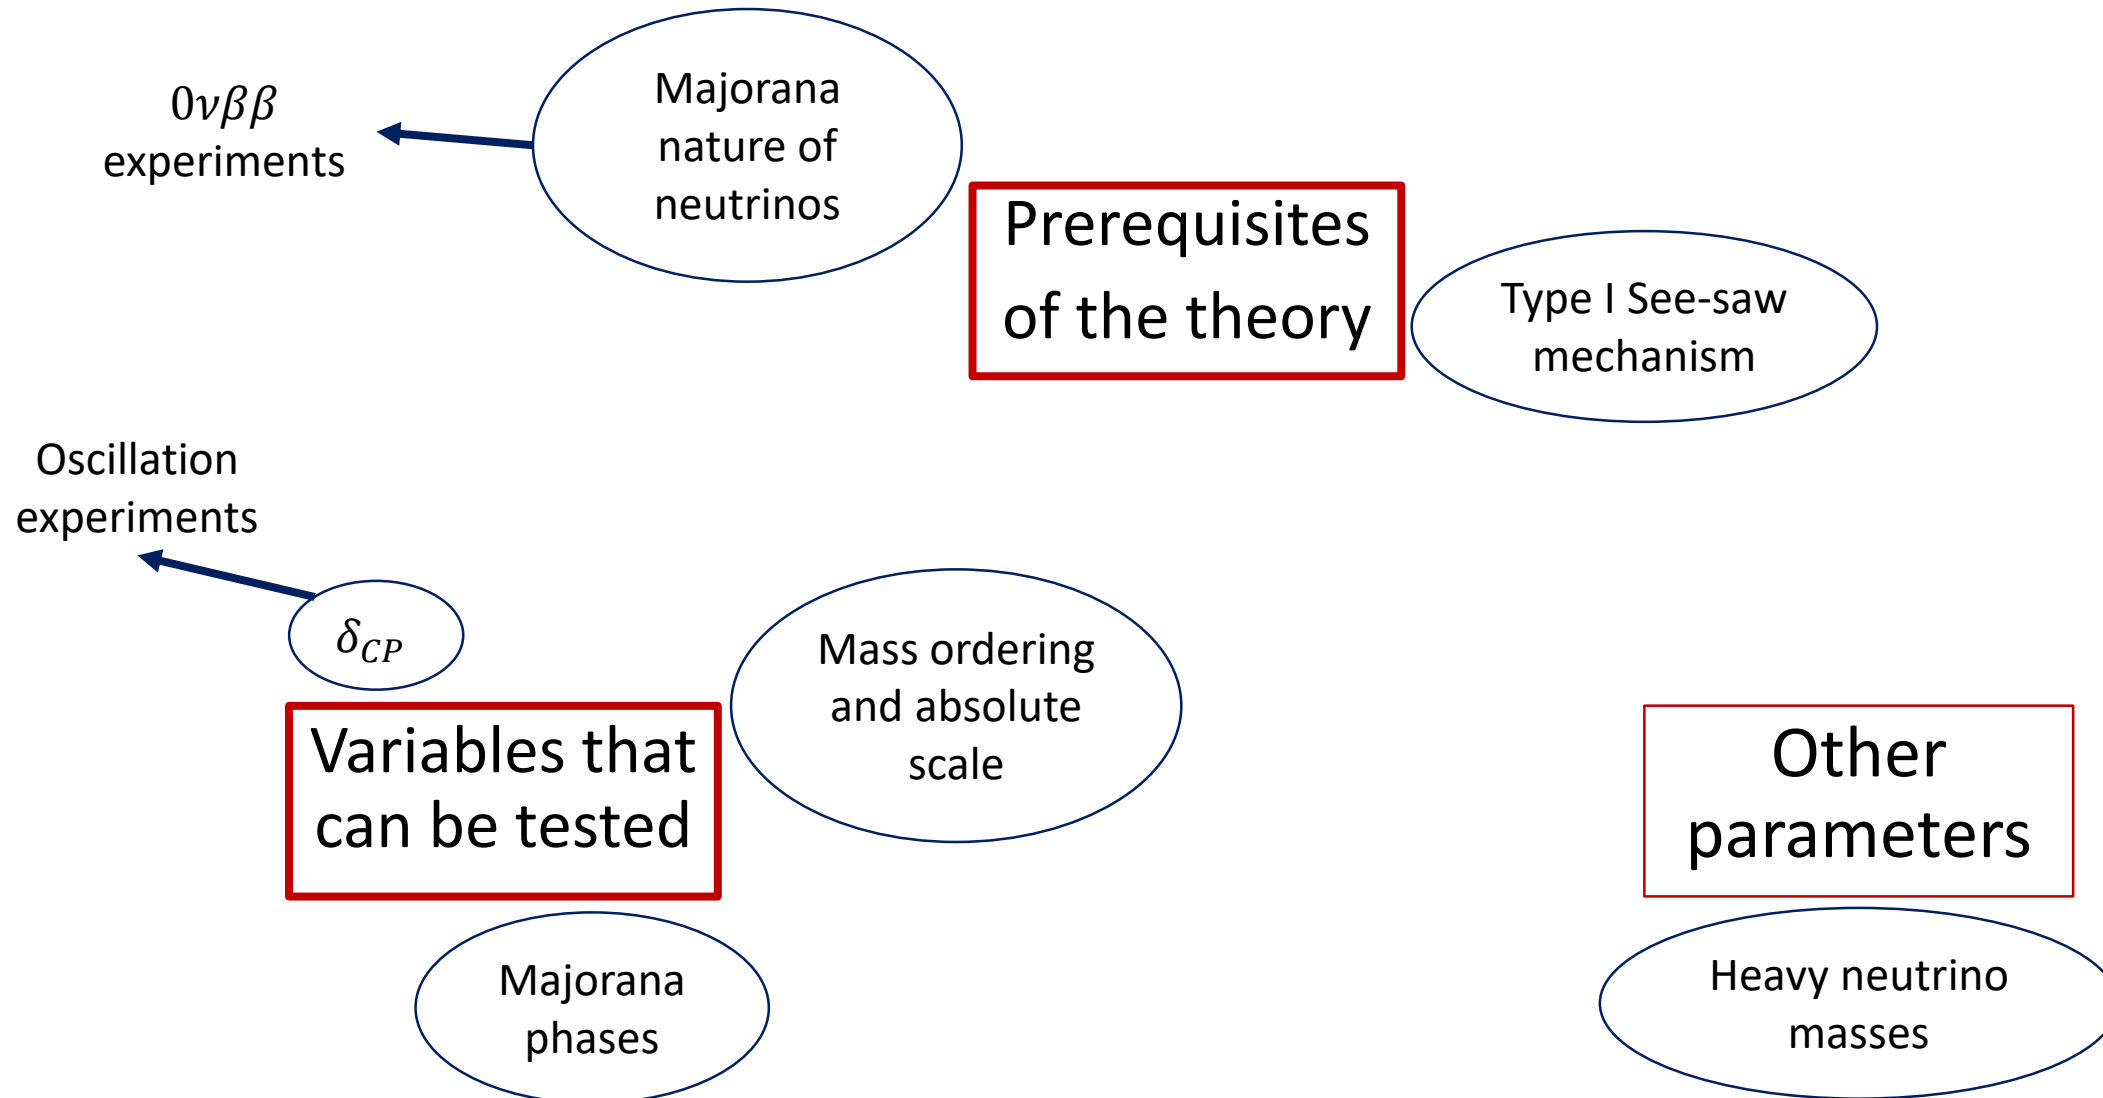 0νββ
experiments
Majorana
nature of
neutrinos
Prerequisites
of the theory
Type I See-saw
mechanism
Oscillation
experiments
δCP
Variables that
can be tested
Mass ordering
and absolute
scale
Majorana
phases
Other
parameters
Heavy neutrino
masses